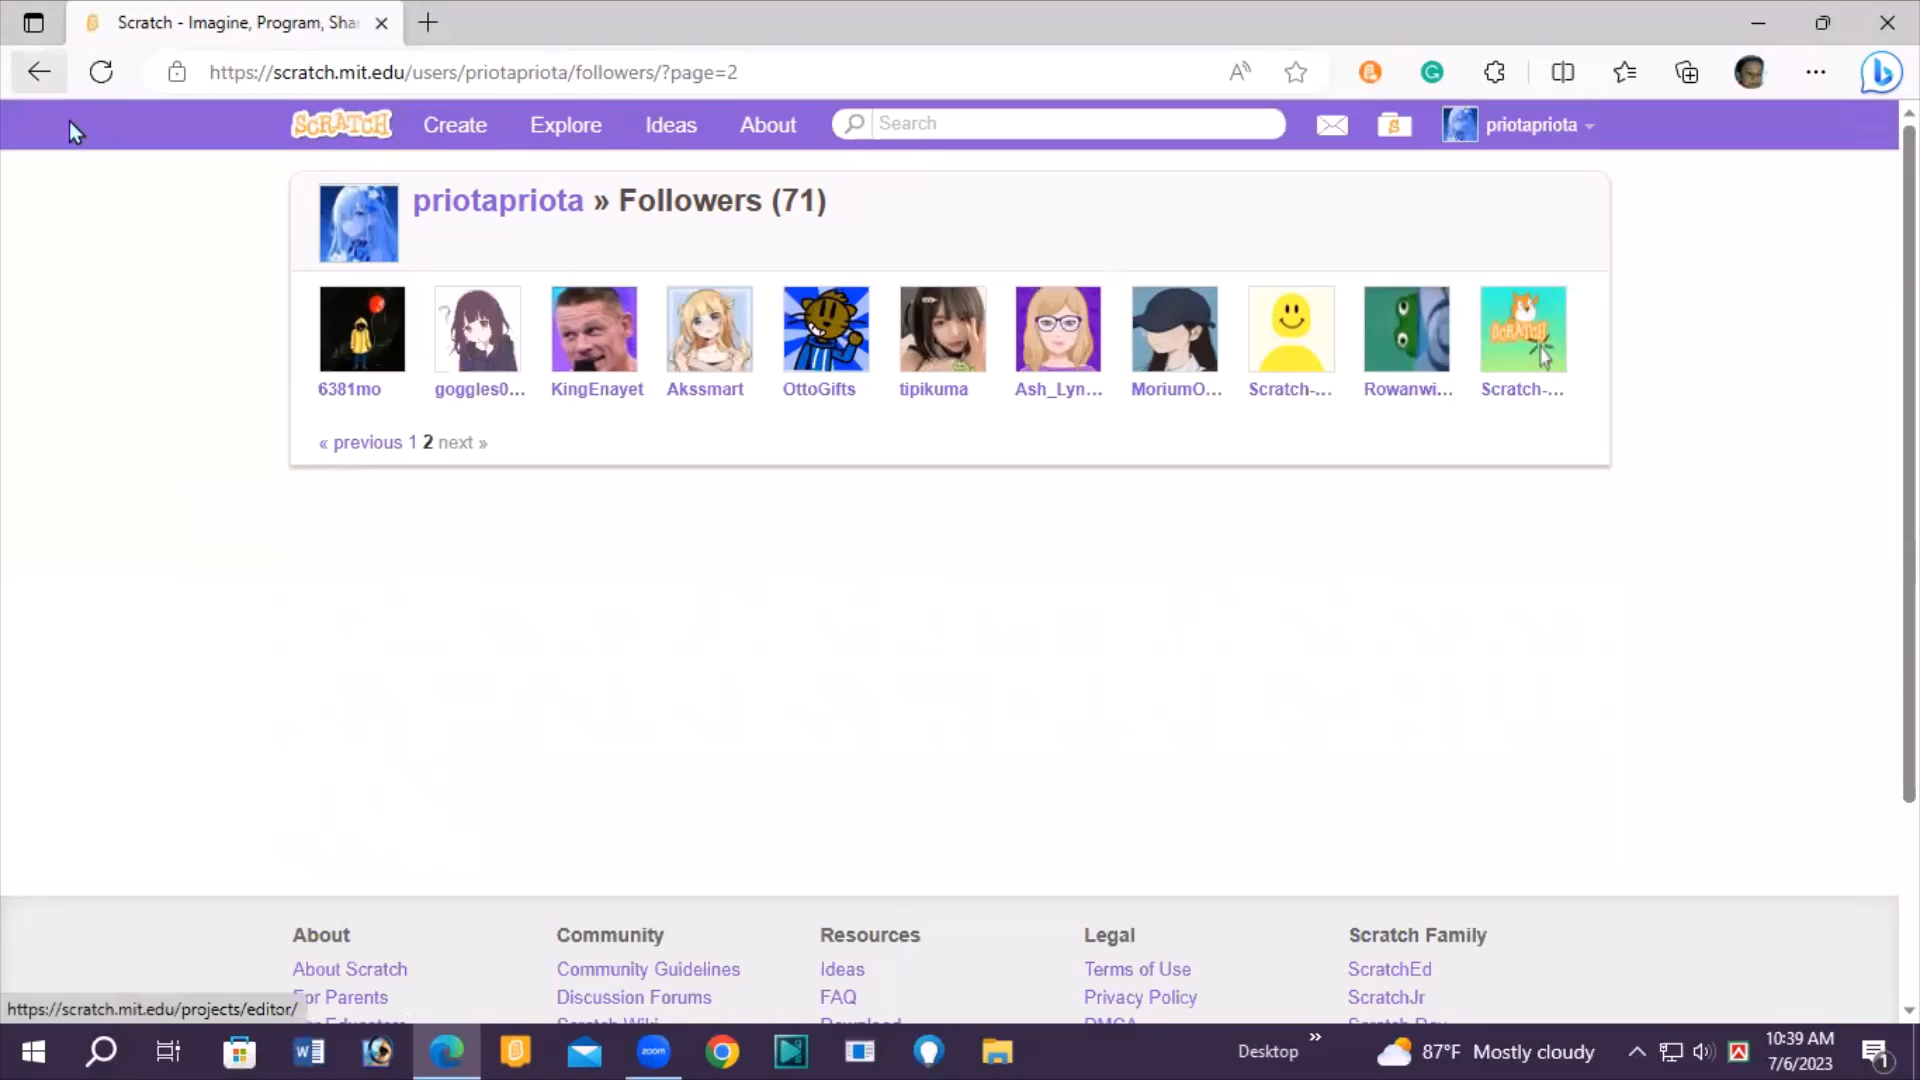 Scratch - Imagine, Program, Sha
https://scratch.mit.edu/users/priotapriota/followers/?page=2
SCRATCH Create Explore Ideas About Search priotapriota
priotapriota » Followers (71)
6381mo goggles0... KingEnayet Akssmart OttoGifts tipikuma Ash_Lyn... MoriumO... Scratch-... Rowanwi... Scratch-...
« previous 1 2 next »
About Community Resources Legal Scratch Family
About Scratch Community Guidelines Ideas Terms of Use ScratchEd
For Parents Discussion Forums FAQ Privacy Policy ScratchJr
https://scratch.mit.edu/projects/editor/
zoom Desktop 87°F Mostly cloudy 10:39 AM
7/6/2023 1